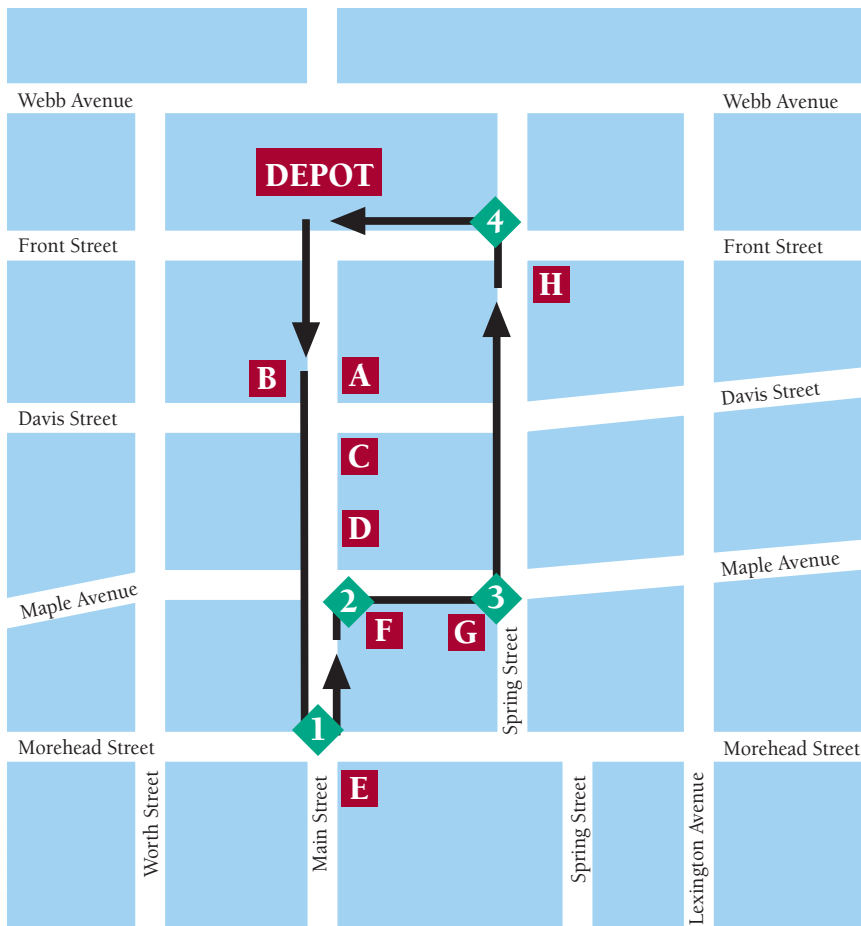 Webb Avenue
Webb Avenue
DEPOT
4
Front Street
Front Street
H
B
A
Davis Street
Davis Street
C
D
Maple Avenue
Maple Avenue
2
3
F
G
Spring Street
1
Morehead Street
Morehead Street
E
Worth Street
Main Street
Spring Street
Lexington Avenue